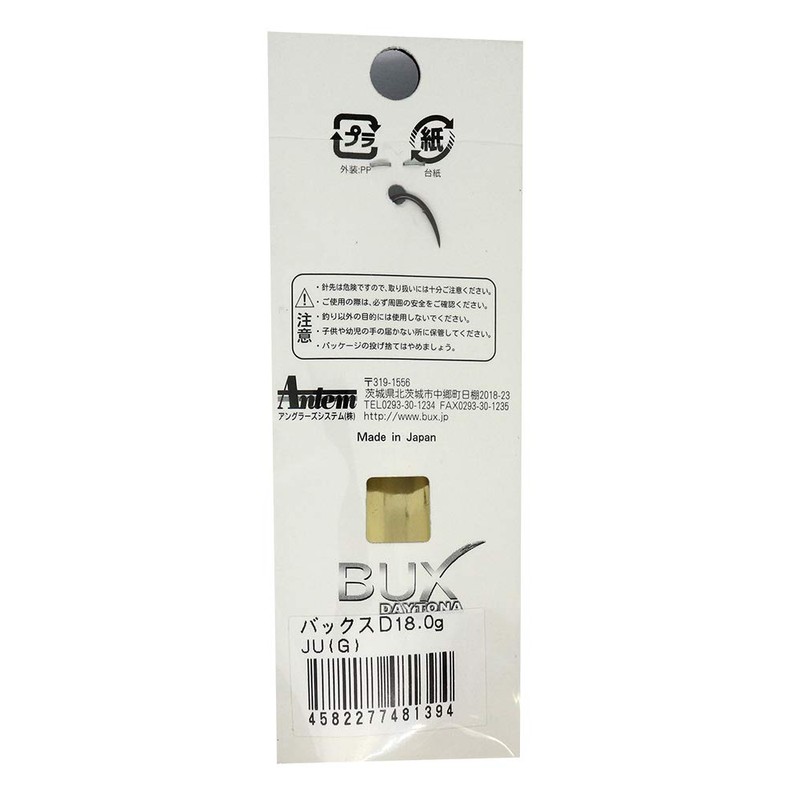 プラ
紙
外装:PP
台紙
注意
・針先は危険ですので、取り扱いには十分ご注意ください。
・ご使用の際は、必ず周囲の安全をご確認ください。
・釣り以外の目的には使用しないでください。
・子供や幼児の手の届かない所に保管してください。
・パッケージの投げ捨てはやめましょう。
Antem
アングラーズシステム(株)
〒319-1556
茨城県北茨城市中郷町日棚2018-23
TEL0293-30-1234 FAX0293-30-1235
http://www.bux.jp
Made in Japan
BUX
DAYTONA
バックスD18.0g
JU(G)
4582277481394